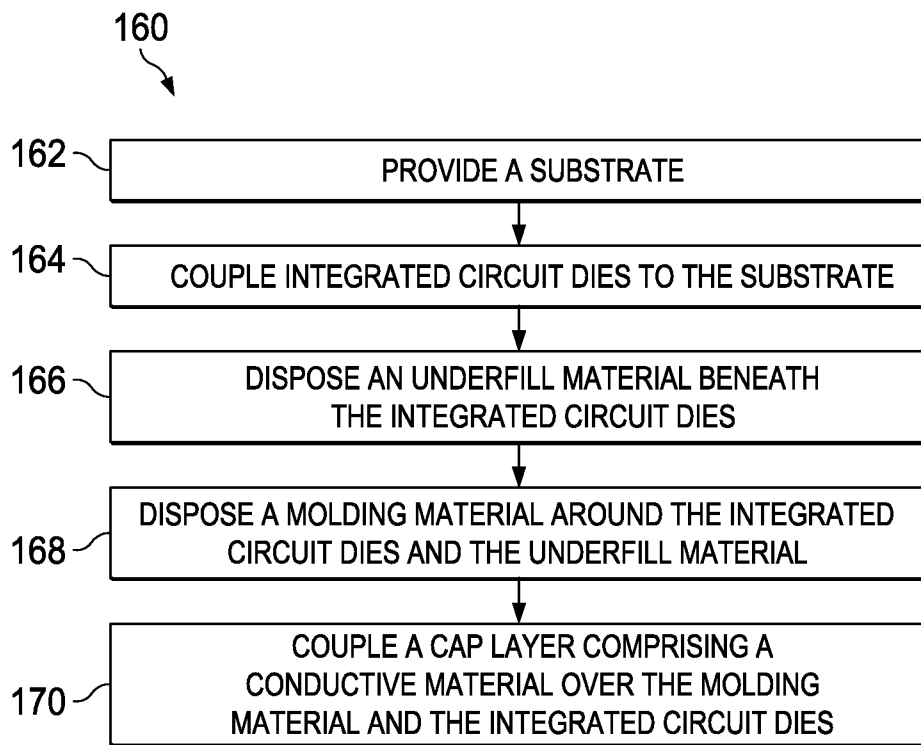 160
162
PROVIDE A SUBSTRATE
164
COUPLE INTEGRATED CIRCUIT DIES TO THE SUBSTRATE
166
DISPOSE AN UNDERFILL MATERIAL BENEATH
THE INTEGRATED CIRCUIT DIES
168
DISPOSE A MOLDING MATERIAL AROUND THE INTEGRATED
CIRCUIT DIES AND THE UNDERFILL MATERIAL
170
COUPLE A CAP LAYER COMPRISING A
CONDUCTIVE MATERIAL OVER THE MOLDING
MATERIAL AND THE INTEGRATED CIRCUIT DIES